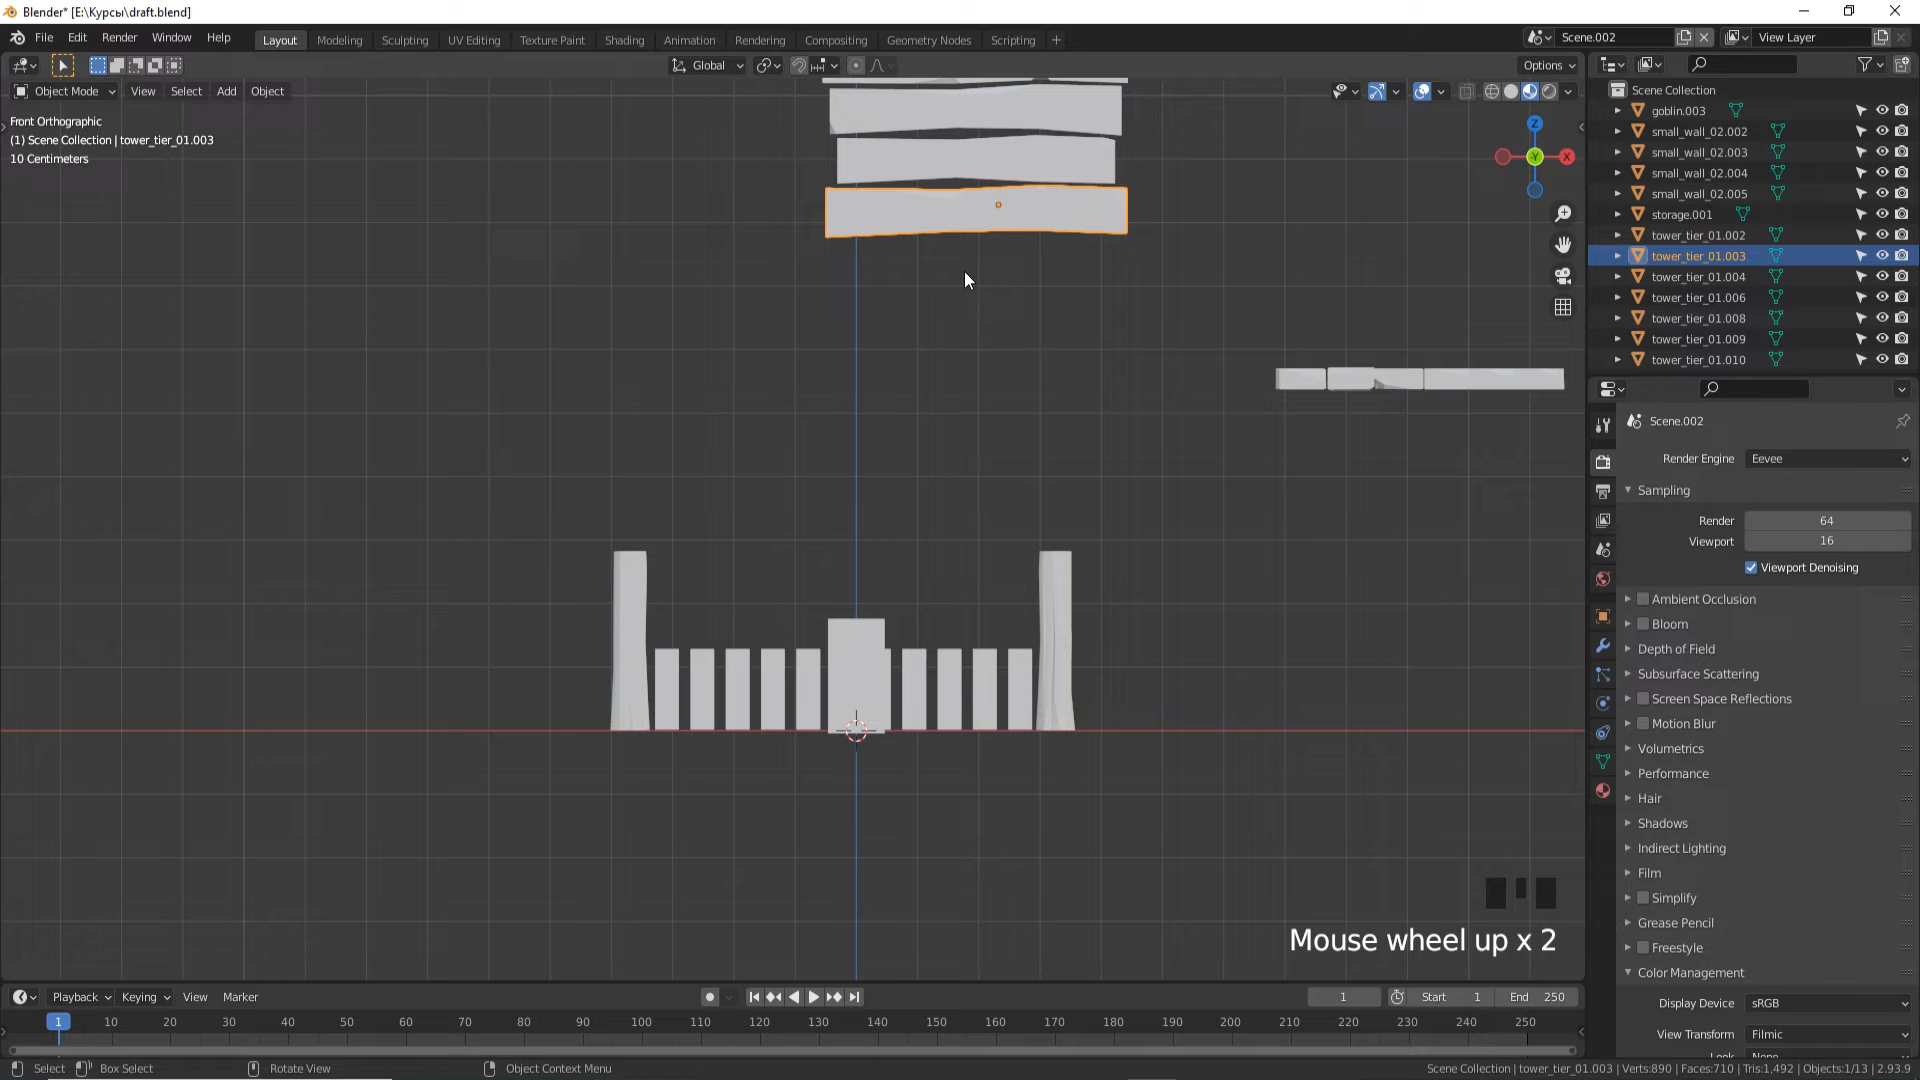 Blender* [E:\Курсы\draft.blend]
File Edit Render Window Help
Layout Modeling Sculpting UV Editing Texture Paint Shading Animation Rendering Compositing Geometry Nodes Scripting +
Scene.002
View Layer
Global
Options
Object Mode View Select Add Object
Front Orthographic
(1) Scene Collection | tower_tier_01.003
10 Centimeters
Z
Y
X
Mouse wheel up x 2
Scene Collection
goblin.003
small_wall_02.002
small_wall_02.003
small_wall_02.004
small_wall_02.005
storage.001
tower_tier_01.002
tower_tier_01.003
tower_tier_01.004
tower_tier_01.006
tower_tier_01.008
tower_tier_01.009
tower_tier_01.010
Scene.002
Render Engine Eevee
Sampling
Render 64
Viewport 16
Viewport Denoising
Ambient Occlusion
Bloom
Depth of Field
Subsurface Scattering
Screen Space Reflections
Motion Blur
Volumetrics
Performance
Hair
Shadows
Indirect Lighting
Film
Simplify
Grease Pencil
Freestyle
Color Management
Display Device sRGB
View Transform Filmic
Playback Keying View Marker
1 Start 1 End 250
1 10 20 30 40 50 60 70 80 90 100 110 120 130 140 150 160 170 180 190 200 210 220 230 240 250
Select Box Select Rotate View Object Context Menu
Scene Collection | tower_tier_01.003 | Verts:890 | Faces:710 | Tris:1,492 | Objects:1/13 | 2.93.9